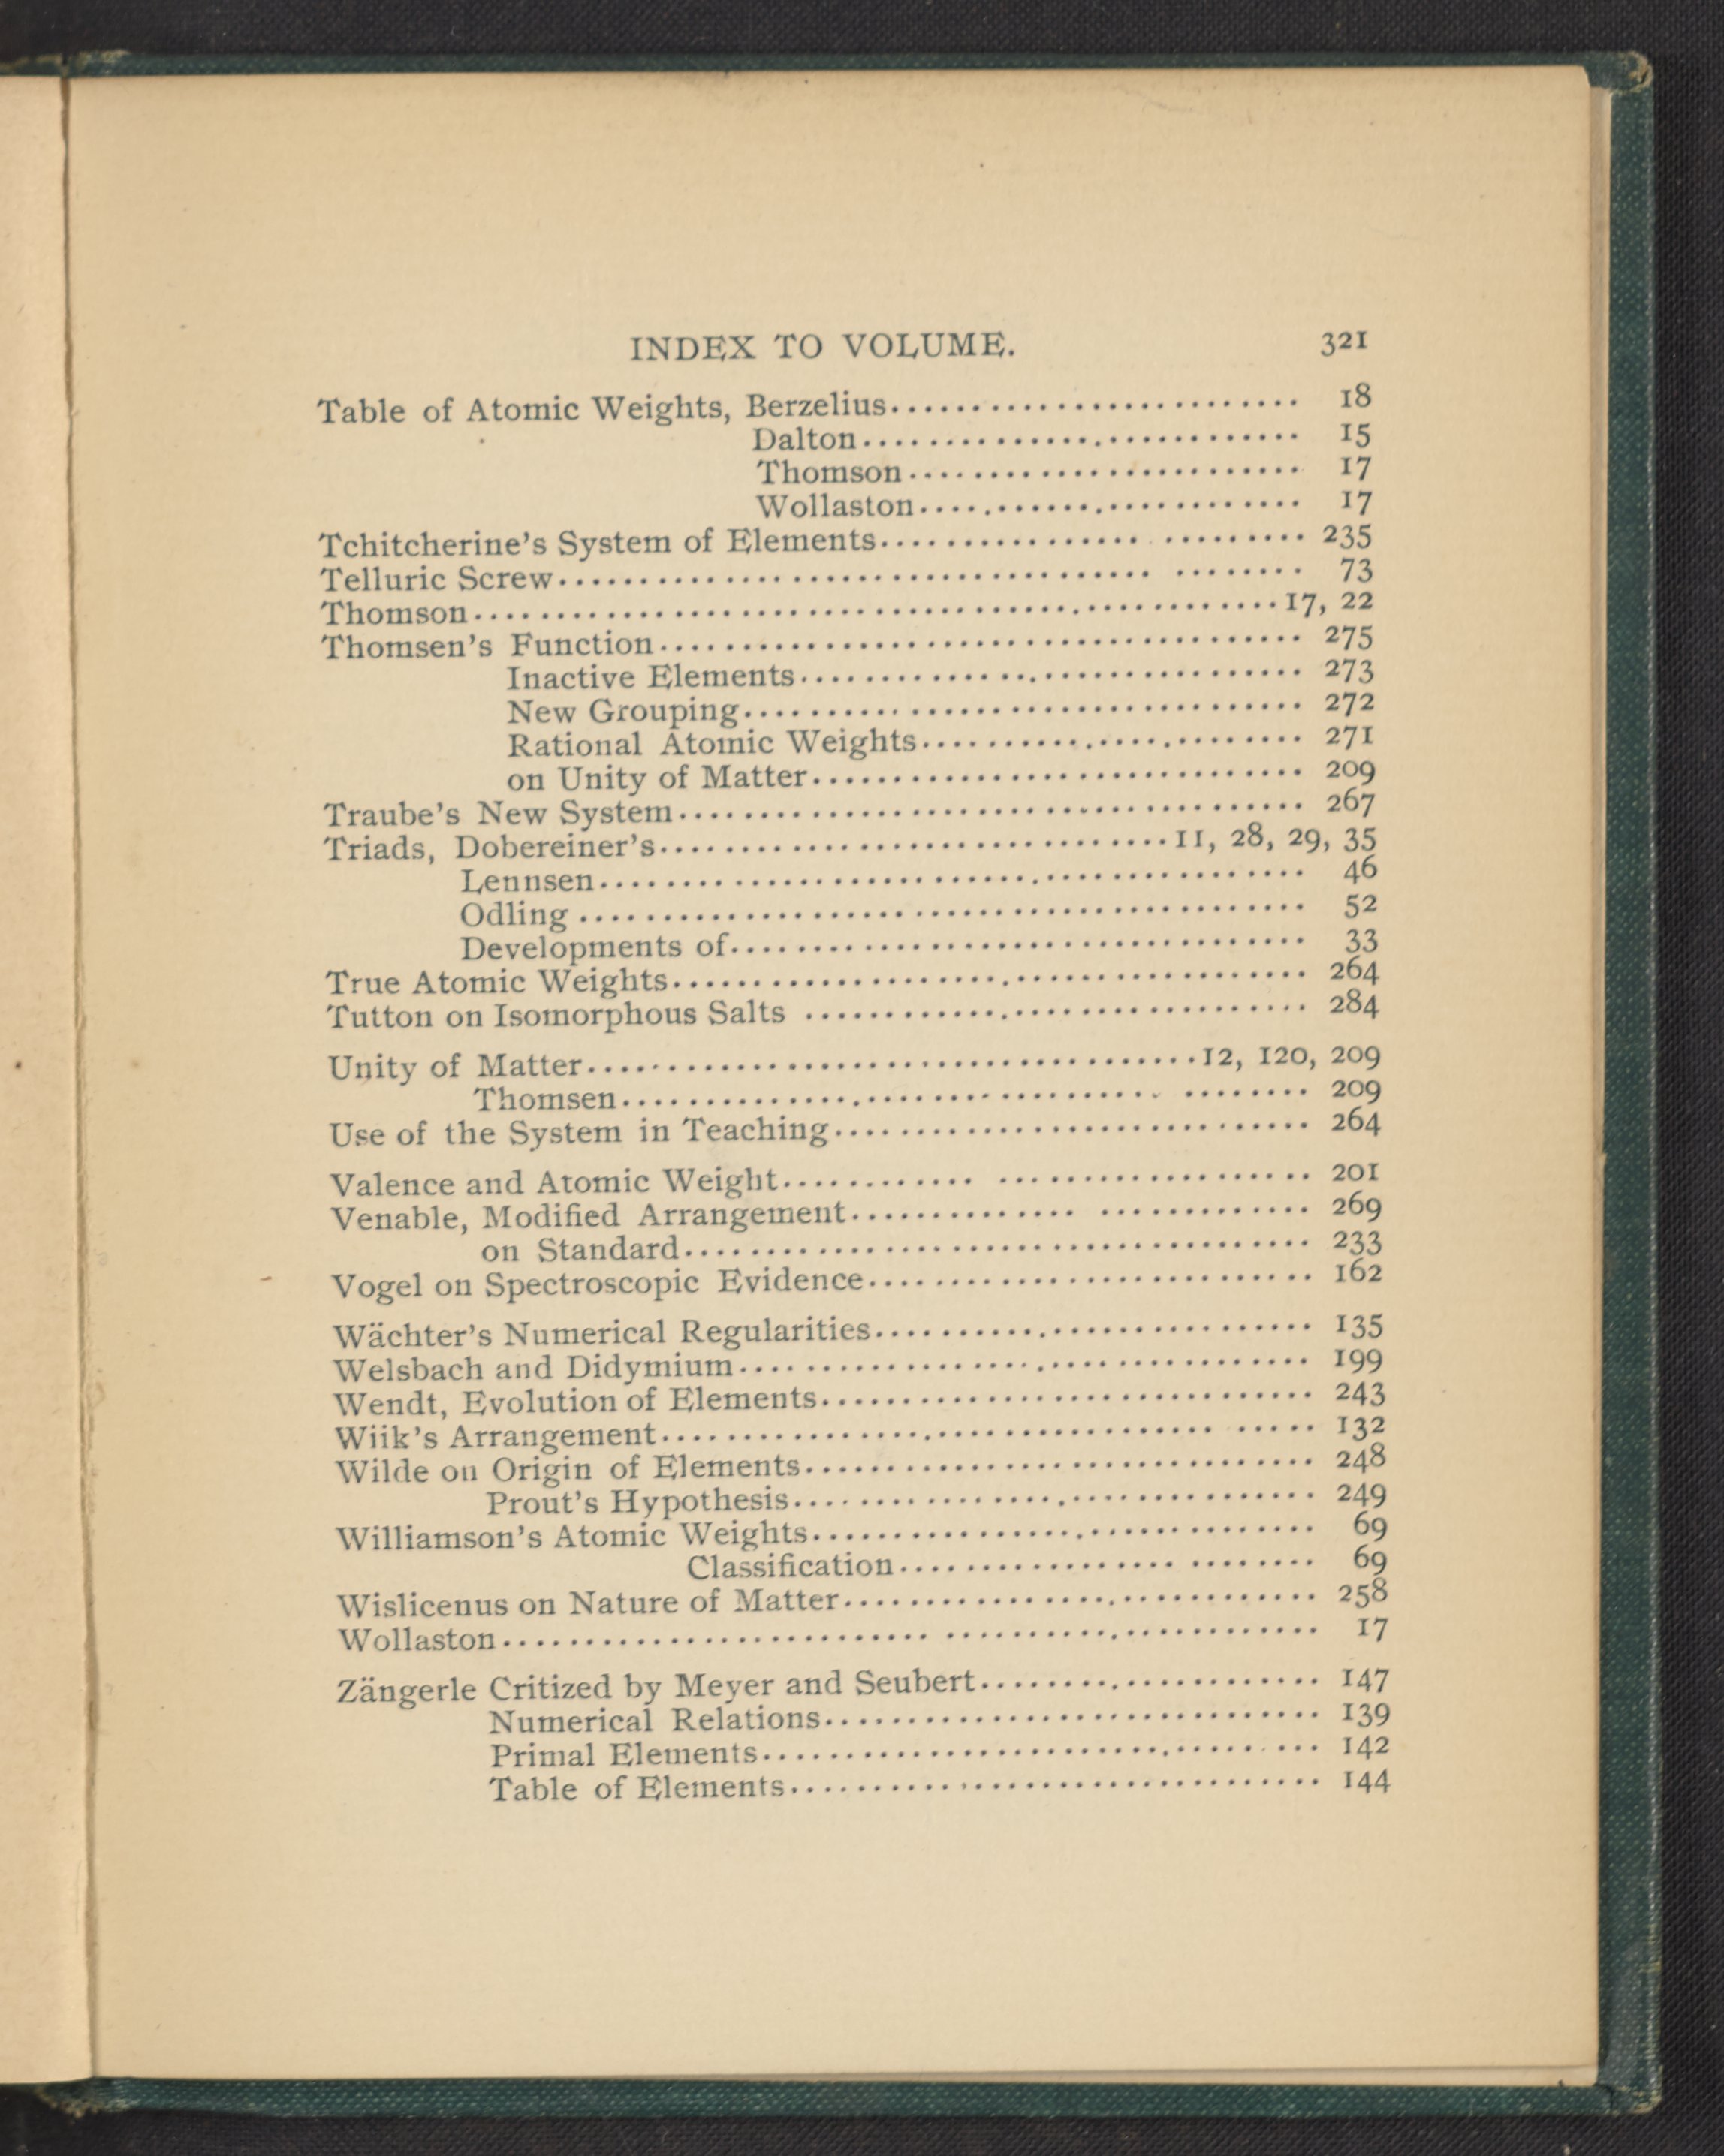 INDEX TO VOLUME. 321
Table of Atomic Weights, Berzelius.......................... 18
Dalton........................... 15
Thomson........................ 17
Wollaston........................ 17
Tchitcherine's System of Elements.......................... 235
Telluric Screw............................................ 73
Thomson.................................................17, 22
Thomsen's Function....................................... 275
Inactive Elements............................... 273
New Grouping.................................. 272
Rational Atomic Weights........................ 271
on Unity of Matter.............................. 209
Traube's New System...................................... 267
Triads, Dobereiner's...............................11, 28, 29, 35
Lennsen........................................... 46
Odling ............................................ 52
Developments of................................... 33
True Atomic Weights....................................... 264
Tutton on Isomorphous Salts ............................... 284
Unity of Matter.....................................12, 120, 209
Thomsen......................................... 209
Use of the System in Teaching............................. 264
Valence and Atomic Weight............................... 201
Venable, Modified Arrangement............................ 269
on Standard...................................... 233
Vogel on Spectroscopic Evidence........................... 162
Wächter's Numerical Regularities........................... 135
Welsbach and Didymium................................... 199
Wendt, Evolution of Elements.............................. 243
Wiik's Arrangement....................................... 132
Wilde on Origin of Elements............................... 248
Prout's Hypothesis................................ 249
Williamson's Atomic Weights............................... 69
Classification......................... 69
Wislicenus on Nature of Matter............................. 258
Wollaston................................................. 17
Zängerle Critized by Meyer and Seubert..................... 147
Numerical Relations.............................. 139
Primal Elements.................................. 142
Table of Elements................................ 144